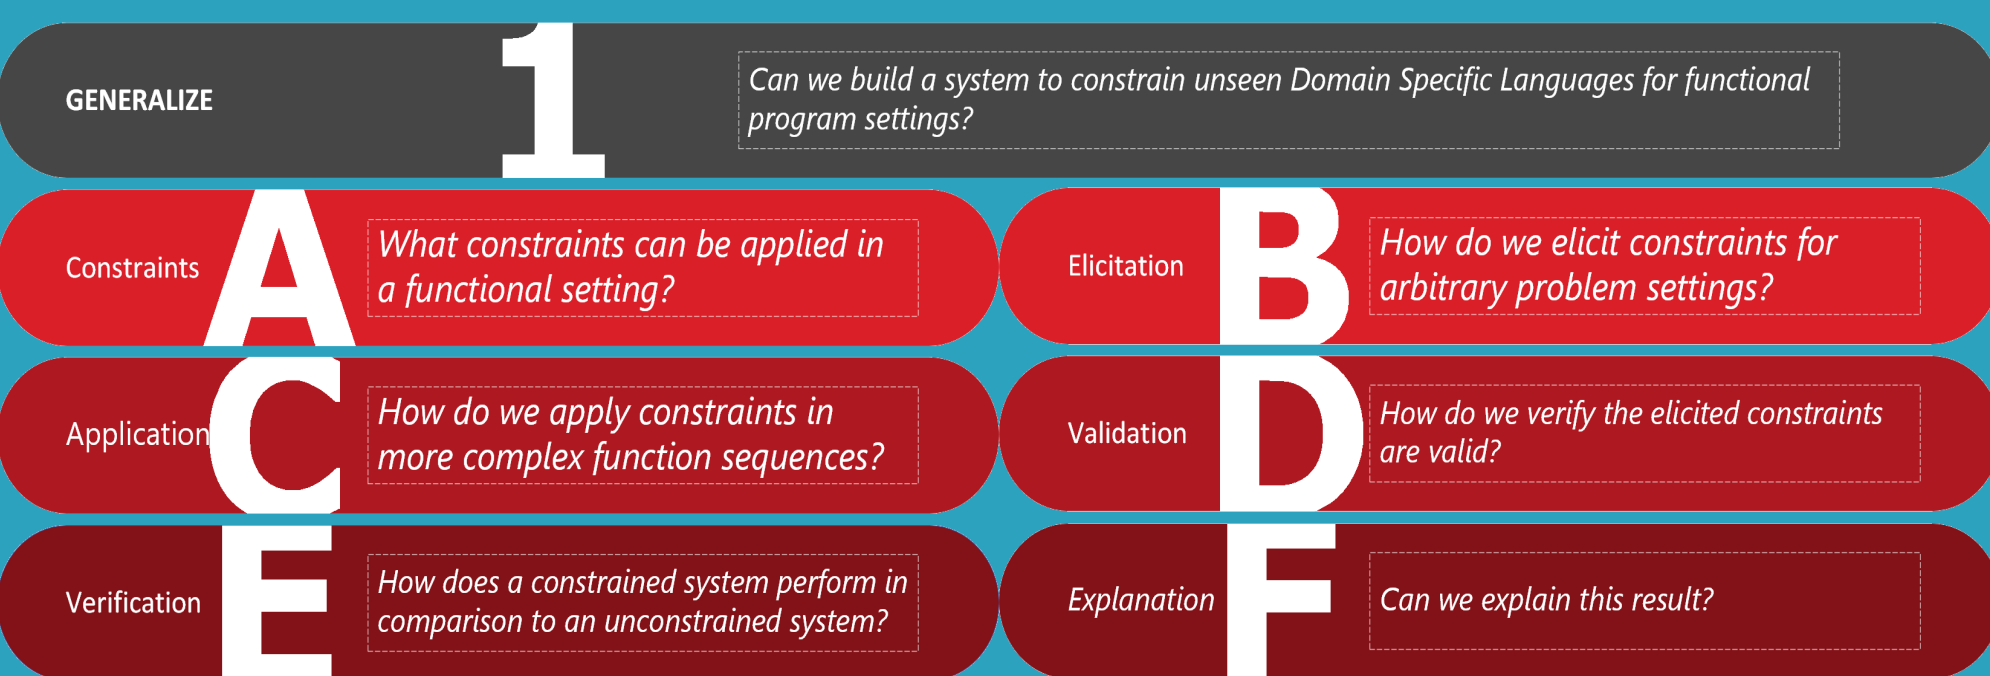 GENERALIZE
1
Can we build a system to constrain unseen Domain Specific Languages for functional
program settings?
Constraints
A
What constraints can be applied in
a functional setting?
Elicitation
B
How do we elicit constraints for
arbitrary problem settings?
Application
C
How do we apply constraints in
more complex function sequences?
Validation
D
How do we verify the elicited constraints
are valid?
Verification
E
How does a constrained system perform in
comparison to an unconstrained system?
Explanation
F
Can we explain this result?